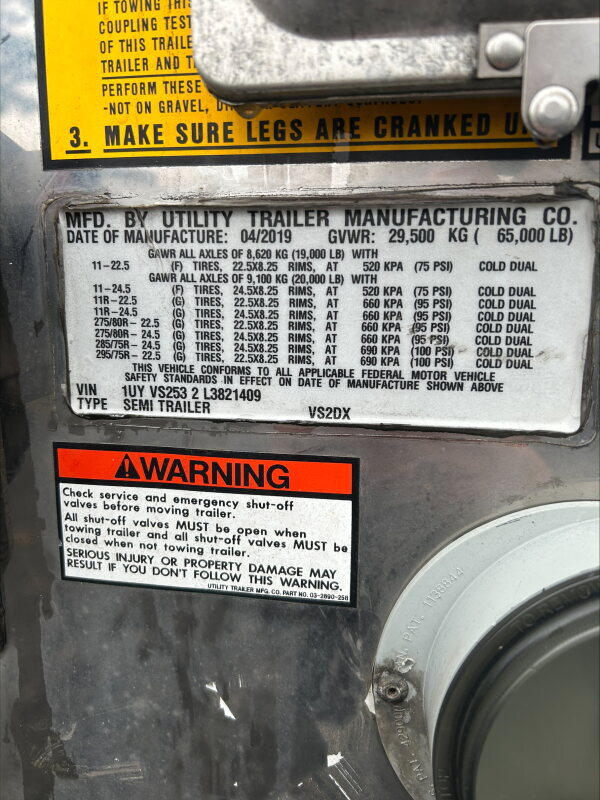 IF TOWING THIS
COUPLING TEST
OF THIS TRAILE
TRAILER AND T
PERFORM THESE
-NOT ON GRAVEL,
3. MAKE SURE LEGS ARE CRANKED U
MFD. BY UTILITY TRAILER MANUFACTURING CO.
DATE OF MANUFACTURE: 04/2019 GVWR: 29,500 KG ( 65,000 LB)
GAWR ALL AXLES OF 8,620 KG (19,000 LB) WITH
11-22.5 (F) TIRES, 22.5X8.25 RIMS, AT 520 KPA (75 PSI) COLD DUAL
GAWR ALL AXLES OF 9,100 KG (20,000 LB) WITH
11-24.5 (F) TIRES, 24.5X8.25 RIMS, AT 520 KPA (75 PSI) COLD DUAL
11R-22.5 (G) TIRES, 22.5X8.25 RIMS, AT 660 KPA (95 PSI) COLD DUAL
11R-24.5 (G) TIRES, 24.5X8.25 RIMS, AT 660 KPA (95 PSI) COLD DUAL
275/80R-22.5 (G) TIRES, 22.5X8.25 RIMS, AT 660 KPA (95 PSI) COLD DUAL
275/80R-24.5 (G) TIRES, 24.5X8.25 RIMS, AT 660 KPA (95 PSI) COLD DUAL
285/75R-24.5 (G) TIRES, 24.5X8.25 RIMS, AT 690 KPA (100 PSI) COLD DUAL
295/75R-22.5 (G) TIRES, 22.5X8.25 RIMS, AT 690 KPA (100 PSI) COLD DUAL
THIS VEHICLE CONFORMS TO ALL APPLICABLE FEDERAL MOTOR VEHICLE
SAFETY STANDARDS IN EFFECT ON DATE OF MANUFACTURE SHOWN ABOVE
VIN 1UY VS253 2 L3821409
TYPE SEMI TRAILER VS2DX
WARNING
Check service and emergency shut-off
valves before moving trailer.
All shut-off valves MUST be open when
towing trailer and all shut-off valves MUST be
closed when not towing trailer.
SERIOUS INJURY OR PROPERTY DAMAGE MAY
RESULT IF YOU DON'T FOLLOW THIS WARNING.
UTILITY TRAILER MFG. CO. PART NO. 03-2890-258
PAT. 1133844
PAT.